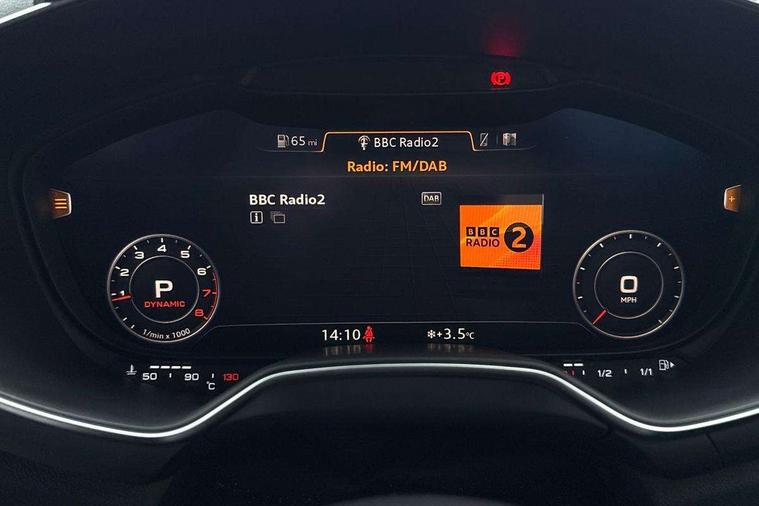 P
65 mi BBC Radio2
Radio: FM/DAB
BBC Radio2 DAB
i
BBC
RADIO 2
1 2 3 4 5 6 7 8
P
DYNAMIC
1/min x 1000
0
MPH
14:10 +3.5°C
50 90 °C 130
1/2 1/1